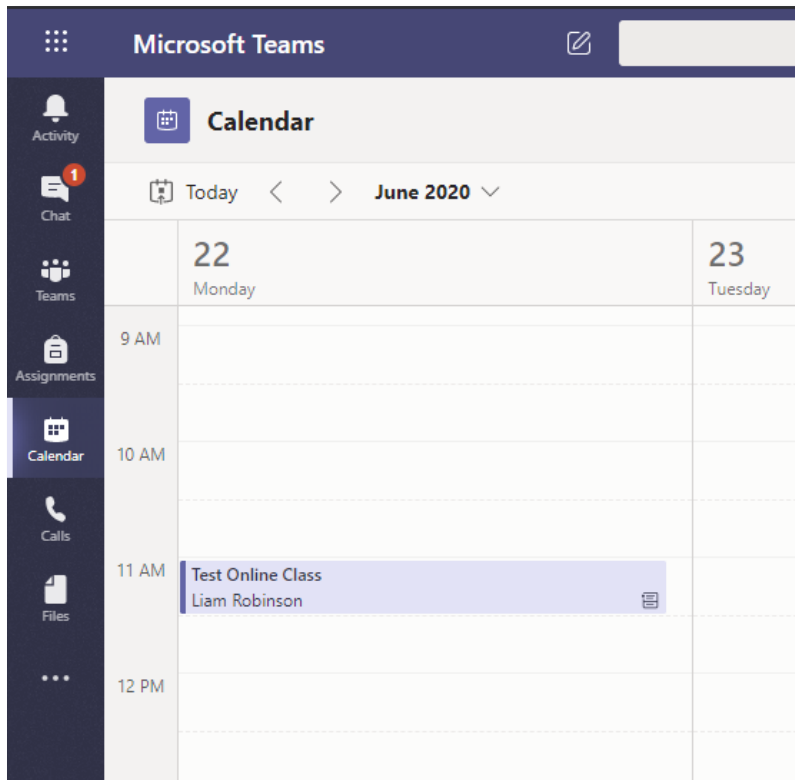 Microsoft Teams
Activity
1
Chat
Teams
Assignments
Calendar
Calls
Files
Calendar
Today
June 2020
22
Monday
23
Tuesday
9 AM
10 AM
11 AM
Test Online Class
Liam Robinson
12 PM